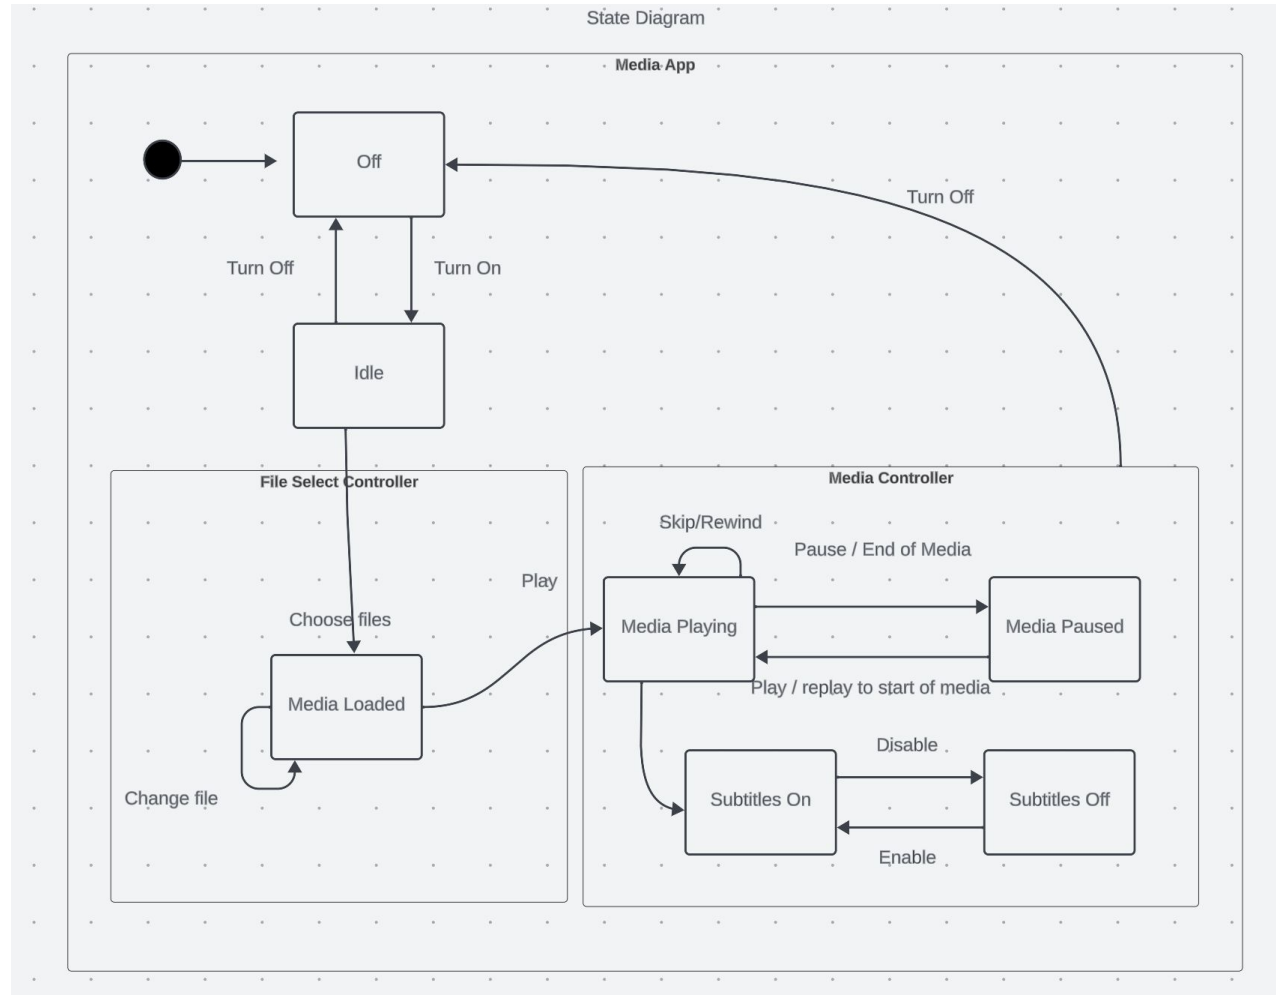 State Diagram
Media App
Off
Turn Off
Turn Off
Turn On
Idle
File Select Controller
Media Controller
Skip/Rewind
Pause / End of Media
Play
Choose files
Media Playing
Media Paused
Play / replay to start of media
Media Loaded
Disable
Change file
Subtitles On
Subtitles Off
Enable